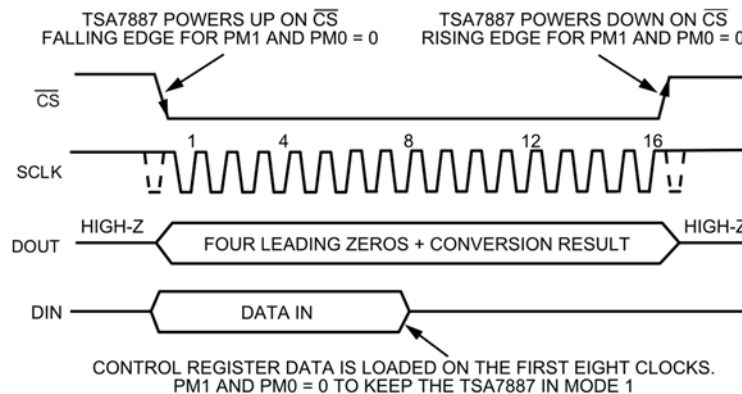 TSA7887 POWERS UP ON CS
FALLING EDGE FOR PM1 AND PM0 = 0
TSA7887 POWERS DOWN ON CS
RISING EDGE FOR PM1 AND PM0 = 0
CS
1 4 8 12 16
SCLK
HIGH-Z
FOUR LEADING ZEROS + CONVERSION RESULT
HIGH-Z
DOUT
DIN
DATA IN
CONTROL REGISTER DATA IS LOADED ON THE FIRST EIGHT CLOCKS.
PM1 AND PM0 = 0 TO KEEP THE TSA7887 IN MODE 1